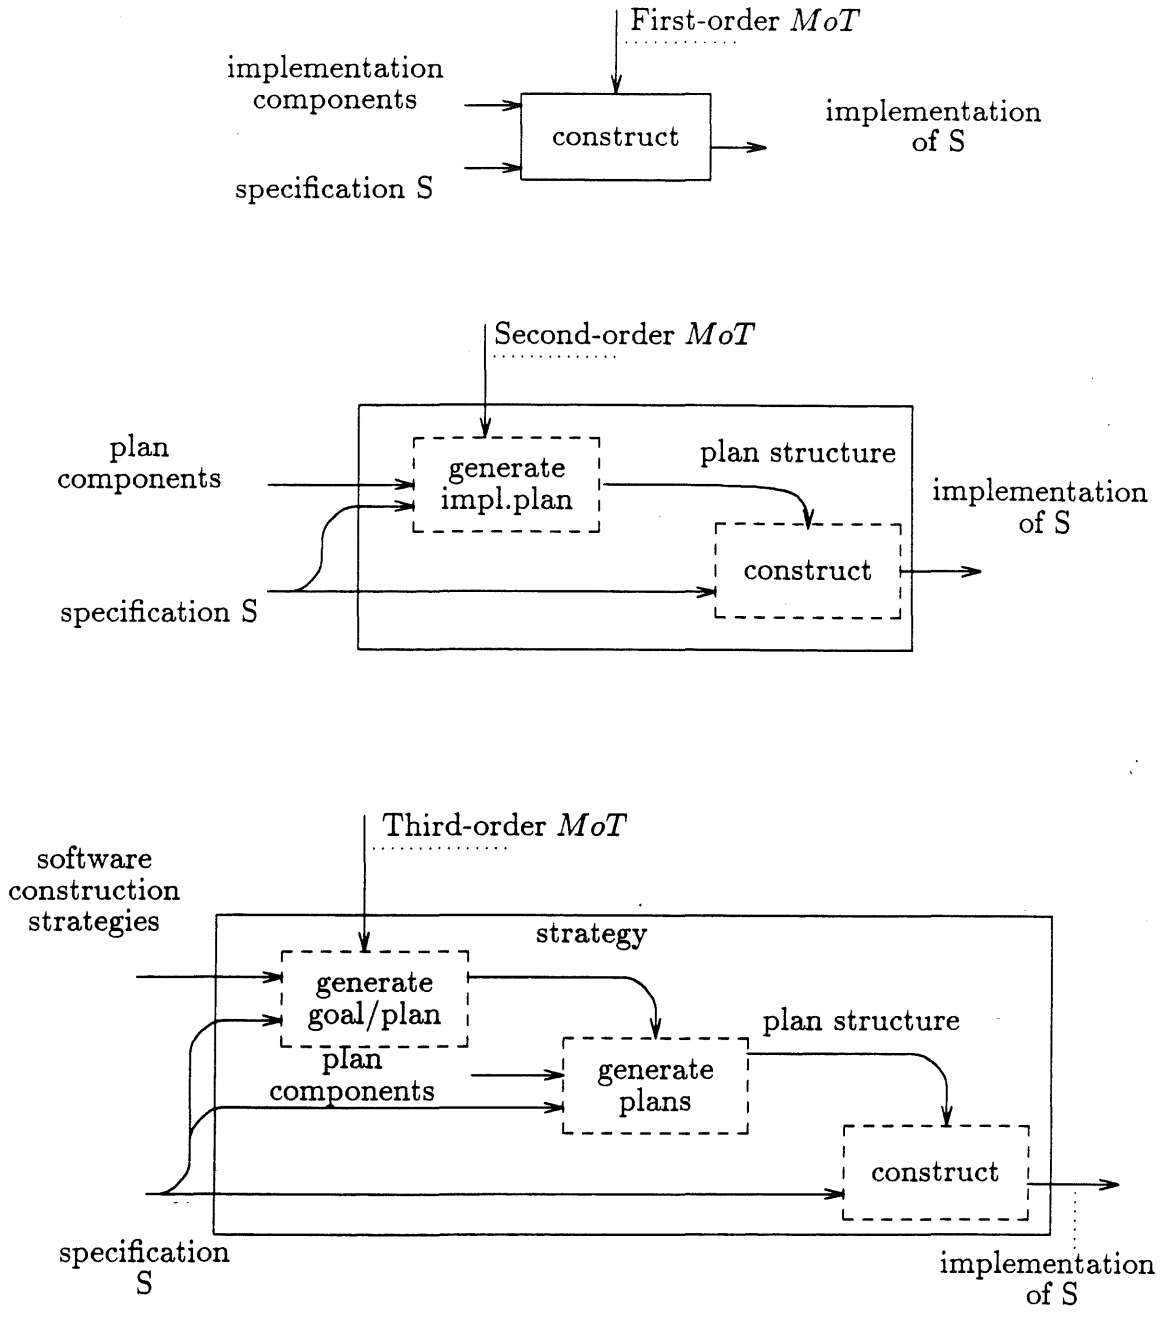 First-order MoT
implementation
components
construct
implementation
of S
specification S
Second-order MoT
plan
components
generate
impl.plan
plan structure
implementation
of S
construct
specification S
Third-order MoT
software
construction
strategies
strategy
generate
goal/plan
plan structure
plan
components
generate
plans
construct
specification
S
implementation
of S